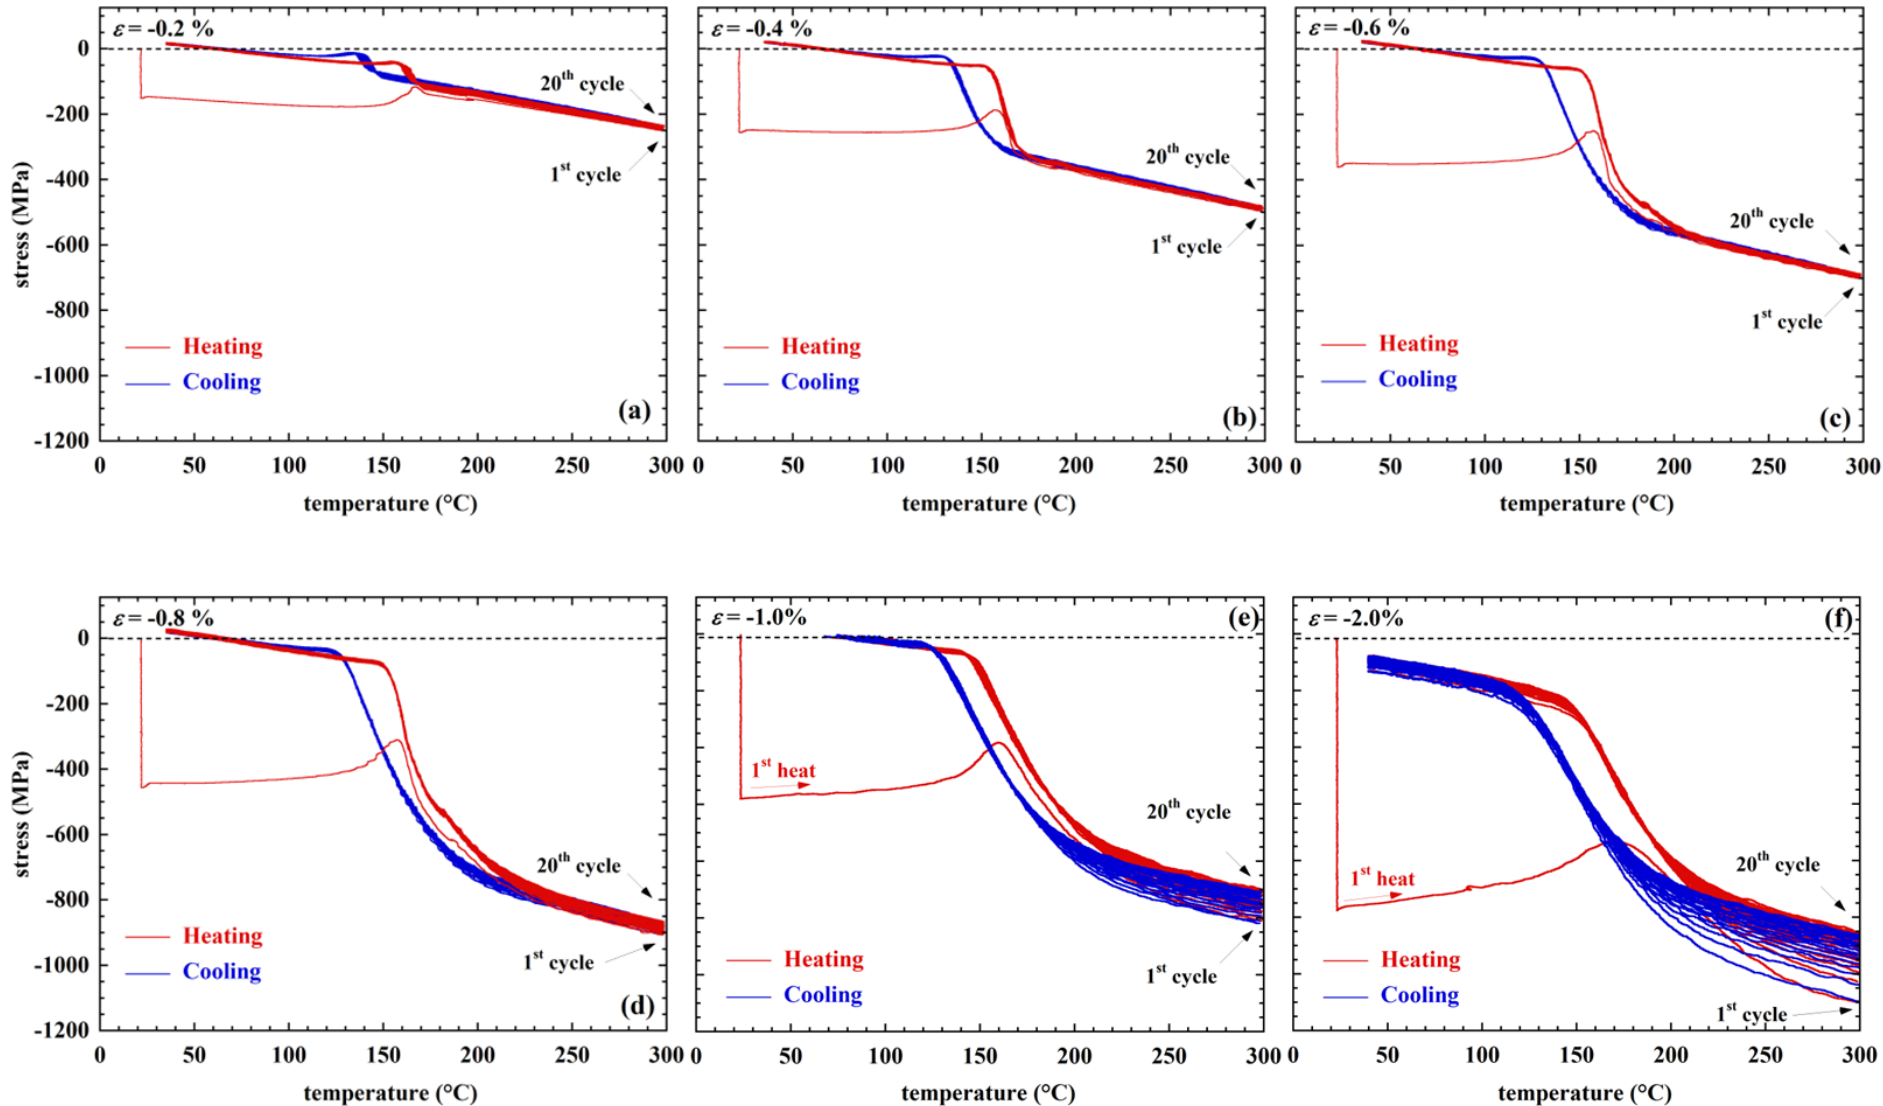 ε = -0.2 %
0
-200
-400
-600
-800
-1000
-1200
stress (MPa)
20th cycle
1st cycle
Heating
Cooling
(a)
0 50 100 150 200 250 300
temperature (°C)
ε = -0.4 %
20th cycle
1st cycle
Heating
Cooling
(b)
0 50 100 150 200 250 300
temperature (°C)
ε = -0.6 %
20th cycle
1st cycle
Heating
Cooling
(c)
0 50 100 150 200 250 300
temperature (°C)
ε = -0.8 %
0
-200
-400
-600
-800
-1000
-1200
stress (MPa)
20th cycle
1st cycle
Heating
Cooling
(d)
0 50 100 150 200 250 300
temperature (°C)
ε = -1.0%
(e)
1st heat
20th cycle
1st cycle
Heating
Cooling
0 50 100 150 200 250 300
temperature (°C)
ε = -2.0%
(f)
1st heat
20th cycle
1st cycle
Heating
Cooling
0 50 100 150 200 250 300
temperature (°C)